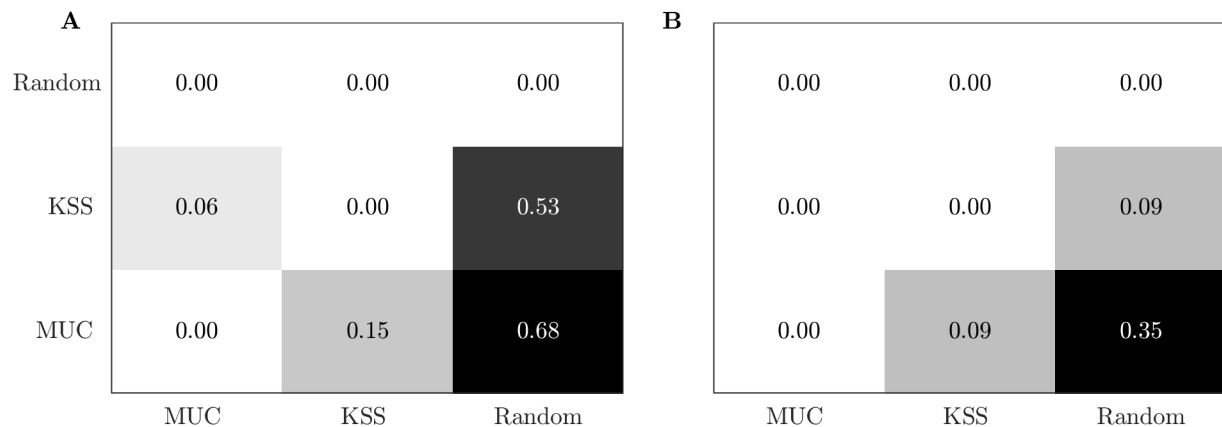 A B
Random 0.00 0.00 0.00 0.00 0.00 0.00
KSS 0.06 0.00 0.53 0.00 0.00 0.09
MUC 0.00 0.15 0.68 0.00 0.09 0.35
MUC KSS Random MUC KSS Random